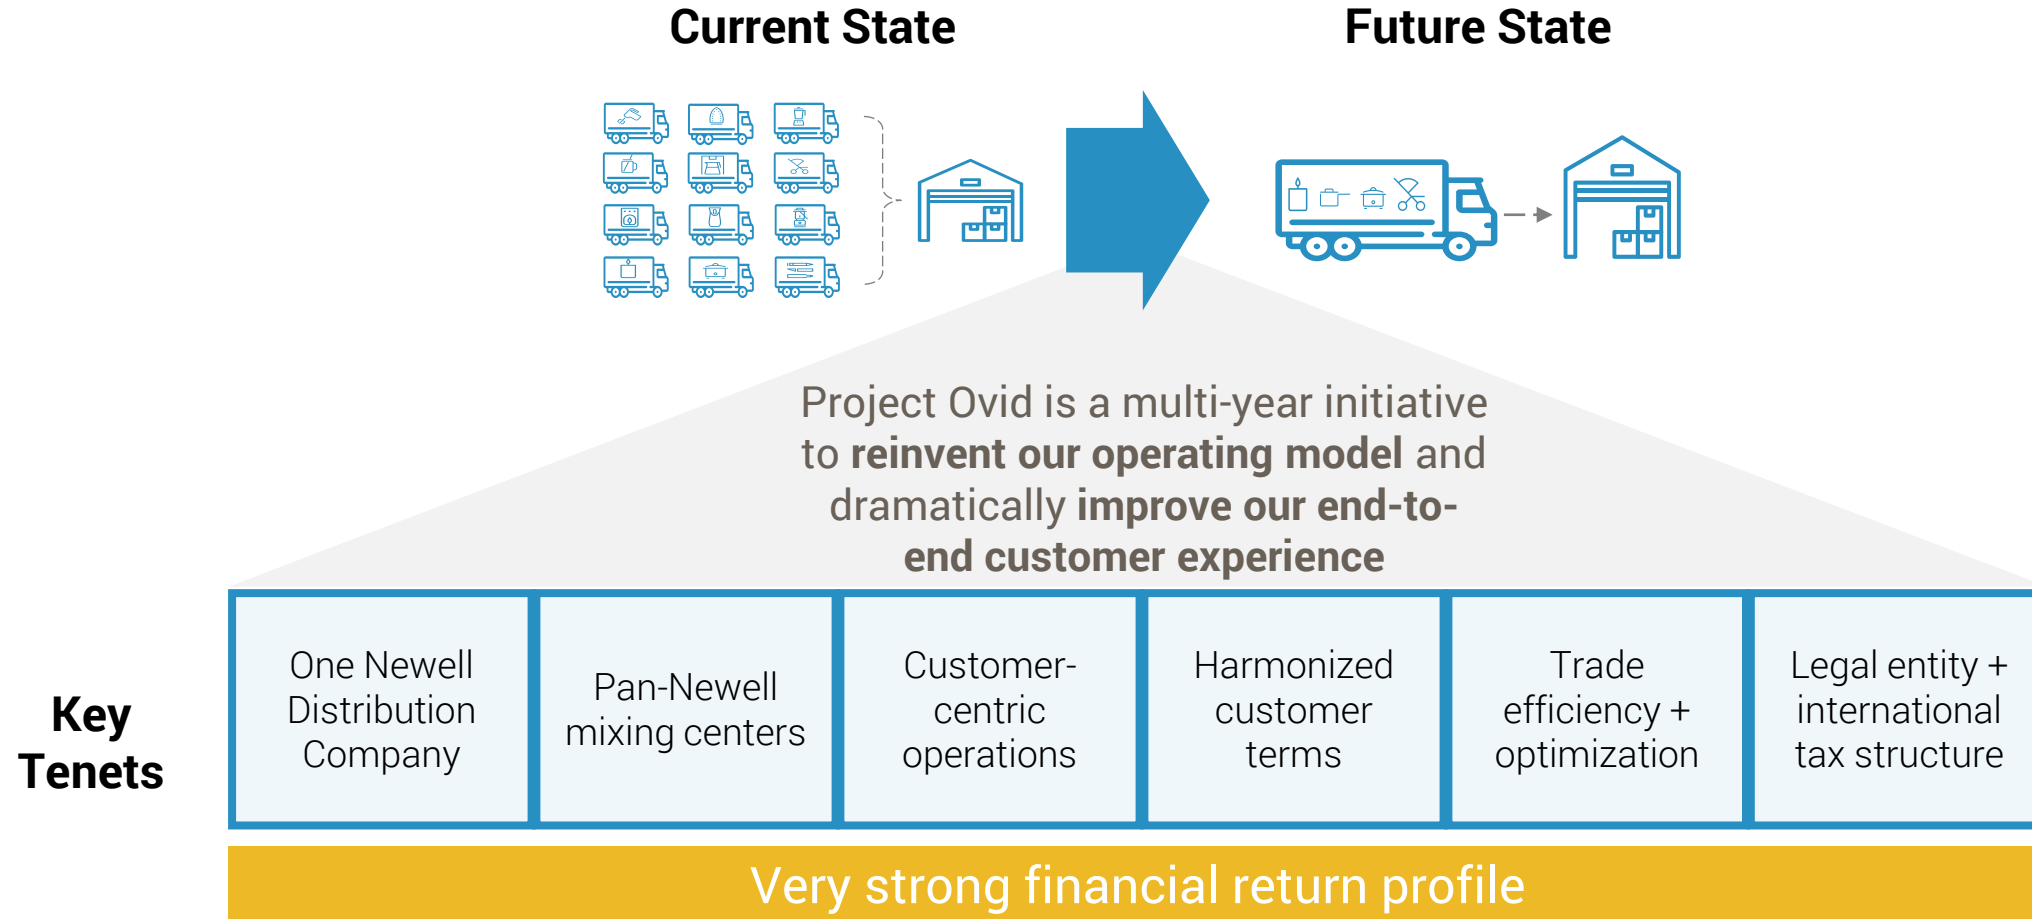 Current State
Future State
Project Ovid is a multi-year initiative
to reinvent our operating model and
dramatically improve our end-to-
end customer experience
Key
Tenets
One Newell
Distribution
Company
Pan-Newell
mixing centers
Customer-
centric
operations
Harmonized
customer
terms
Trade
efficiency +
optimization
Legal entity +
international
tax structure
Very strong financial return profile